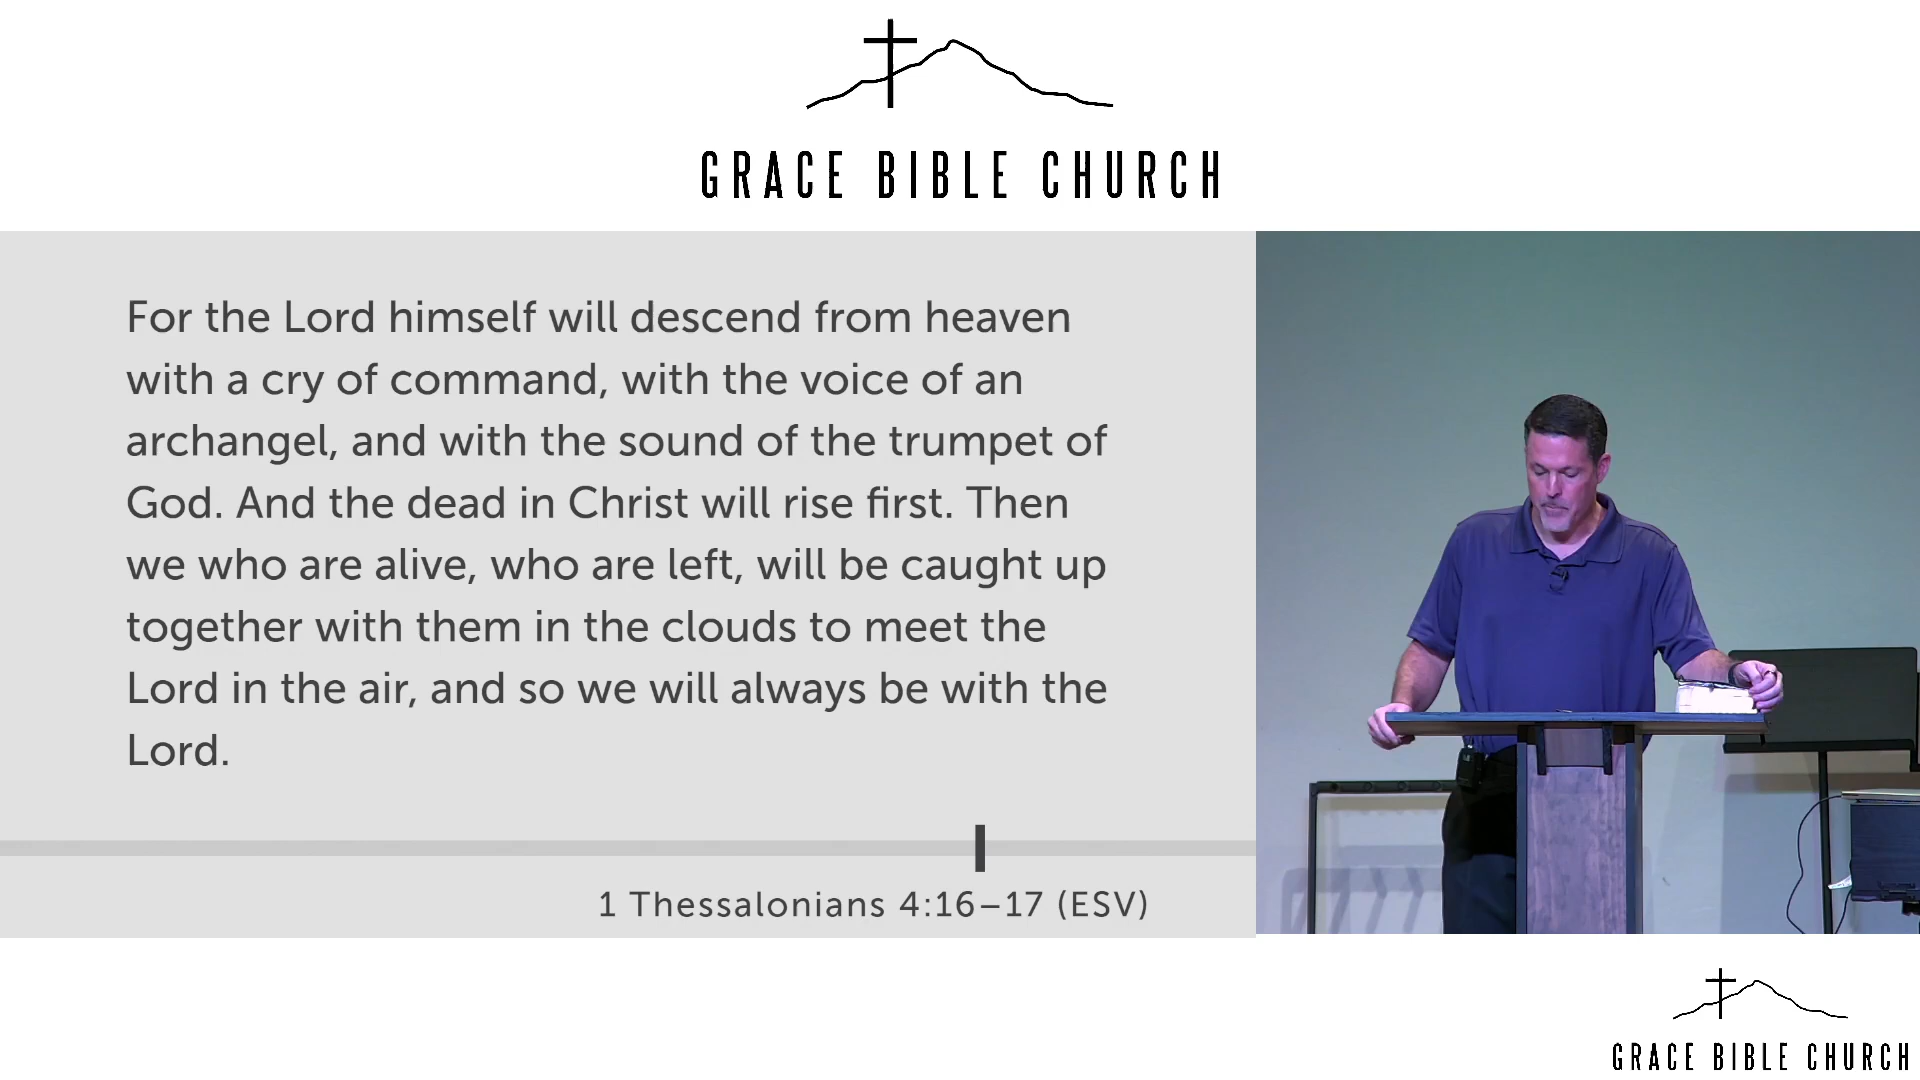 GRACE BIBLE CHURCH
For the Lord himself will descend from heaven
with a cry of command, with the voice of an
archangel, and with the sound of the trumpet of
God. And the dead in Christ will rise first. Then
we who are alive, who are left, will be caught up
together with them in the clouds to meet the
Lord in the air, and so we will always be with the
Lord.
1 Thessalonians 4:16–17 (ESV)
GRACE BIBLE CHURCH